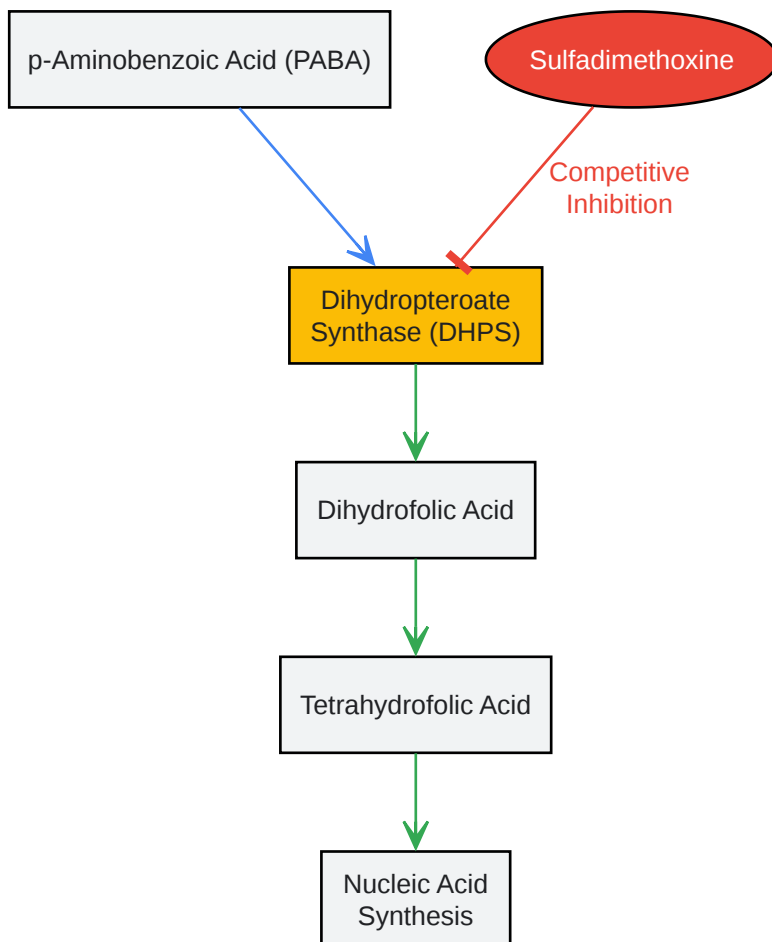 p-Aminobenzoic Acid (PABA)
Sulfadimethoxine
Competitive
Inhibition
Dihydropteroate
Synthase (DHPS)
Dihydrofolic Acid
Tetrahydrofolic Acid
Nucleic Acid
Synthesis